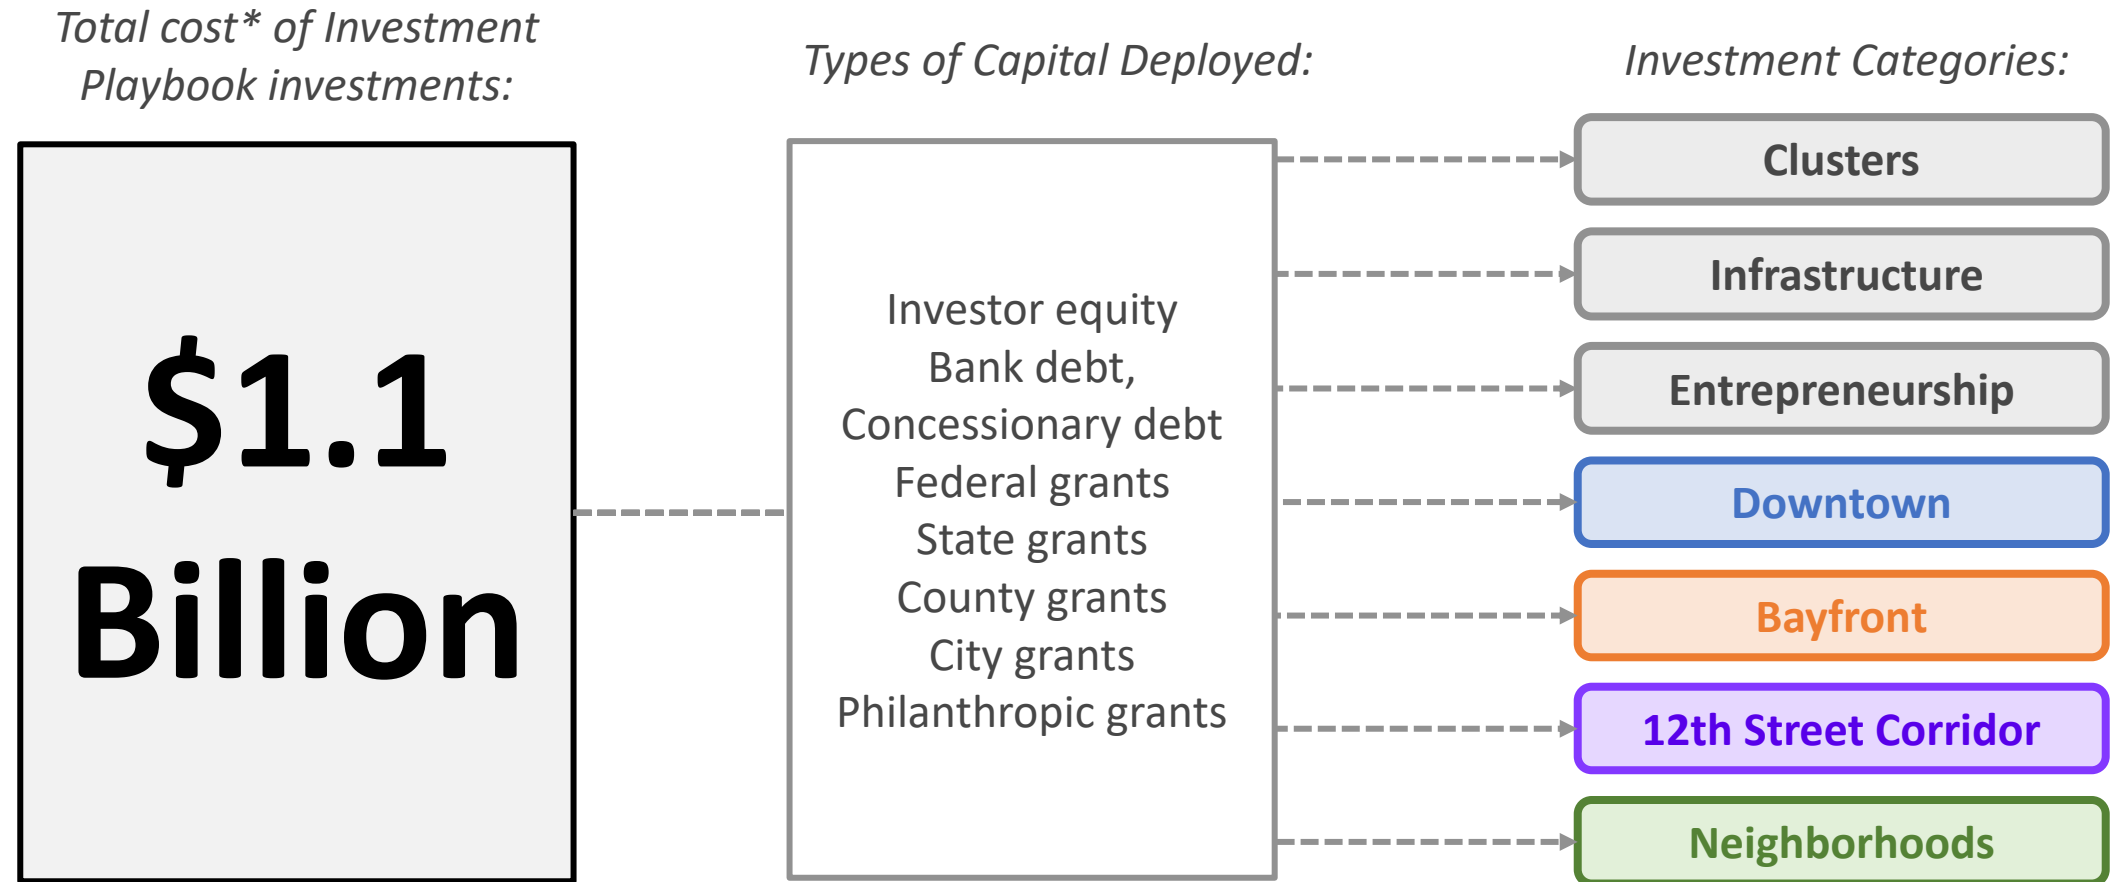 Total cost* of Investment
Playbook investments:
$1.1
Billion
Types of Capital Deployed:
Investor equity
Bank debt,
Concessionary debt
Federal grants
State grants
County grants
City grants
Philanthropic grants
Investment Categories:
Clusters
Infrastructure
Entrepreneurship
Downtown
Bayfront
12th Street Corridor
Neighborhoods